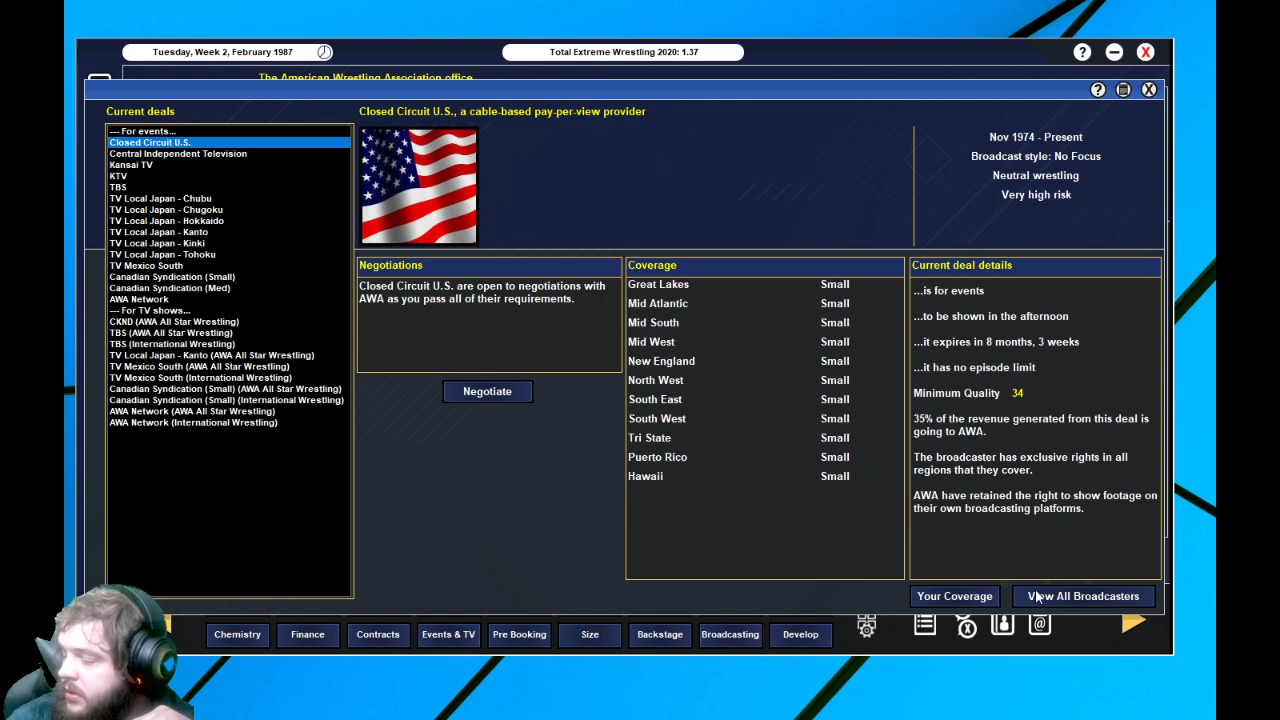 Tuesday, Week 2, February 1987
Total Extreme Wrestling 2020: 1.37
?
X
The American Wrestling Association office
?
X
Current deals
Closed Circuit U.S., a cable-based pay-per-view provider
--- For events...
Closed Circuit U.S.
Central Independent Television
Kansai TV
KTV
TBS
TV Local Japan - Chubu
TV Local Japan - Chugoku
TV Local Japan - Hokkaido
TV Local Japan - Kanto
TV Local Japan - Kinki
TV Local Japan - Tohoku
TV Mexico South
Canadian Syndication (Small)
Canadian Syndication (Med)
AWA Network
--- For TV shows...
CKND (AWA All Star Wrestling)
TBS (AWA All Star Wrestling)
TBS (International Wrestling)
TV Local Japan - Kanto (AWA All Star Wrestling)
TV Mexico South (AWA All Star Wrestling)
TV Mexico South (International Wrestling)
Canadian Syndication (Small) (AWA All Star Wrestling)
Canadian Syndication (Small) (International Wrestling)
AWA Network (AWA All Star Wrestling)
AWA Network (International Wrestling)
Nov 1974 - Present
Broadcast style: No Focus
Neutral wrestling
Very high risk
Negotiations
Closed Circuit U.S. are open to negotiations with
AWA as you pass all of their requirements.
Negotiate
Coverage
Great Lakes Small
Mid Atlantic Small
Mid South Small
Mid West Small
New England Small
North West Small
South East Small
South West Small
Tri State Small
Puerto Rico Small
Hawaii Small
Current deal details
...is for events
...to be shown in the afternoon
...it expires in 8 months, 3 weeks
...it has no episode limit
Minimum Quality 34
35% of the revenue generated from this deal is
going to AWA.
The broadcaster has exclusive rights in all
regions that they cover.
AWA have retained the right to show footage on
their own broadcasting platforms.
Your Coverage
View All Broadcasters
Chemistry
Finance
Contracts
Events & TV
Pre Booking
Size
Backstage
Broadcasting
Develop
X
@